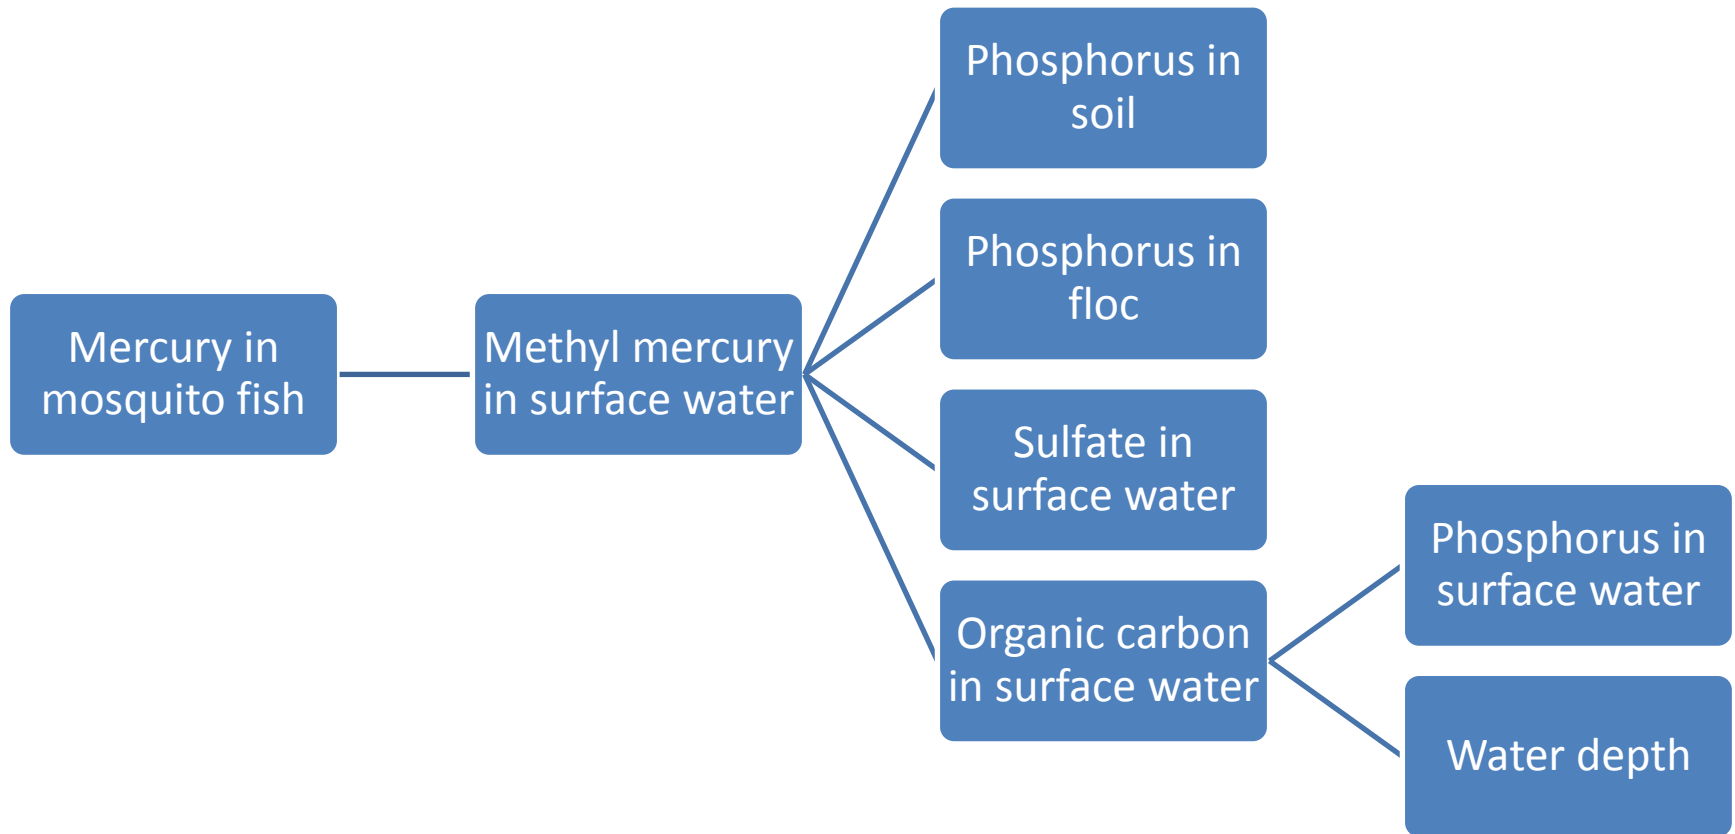 Mercury in
mosquito fish
Methyl mercury
in surface water
Phosphorus in
soil
Phosphorus in
floc
Sulfate in
surface water
Organic carbon
in surface water
Phosphorus in
surface water
Water depth